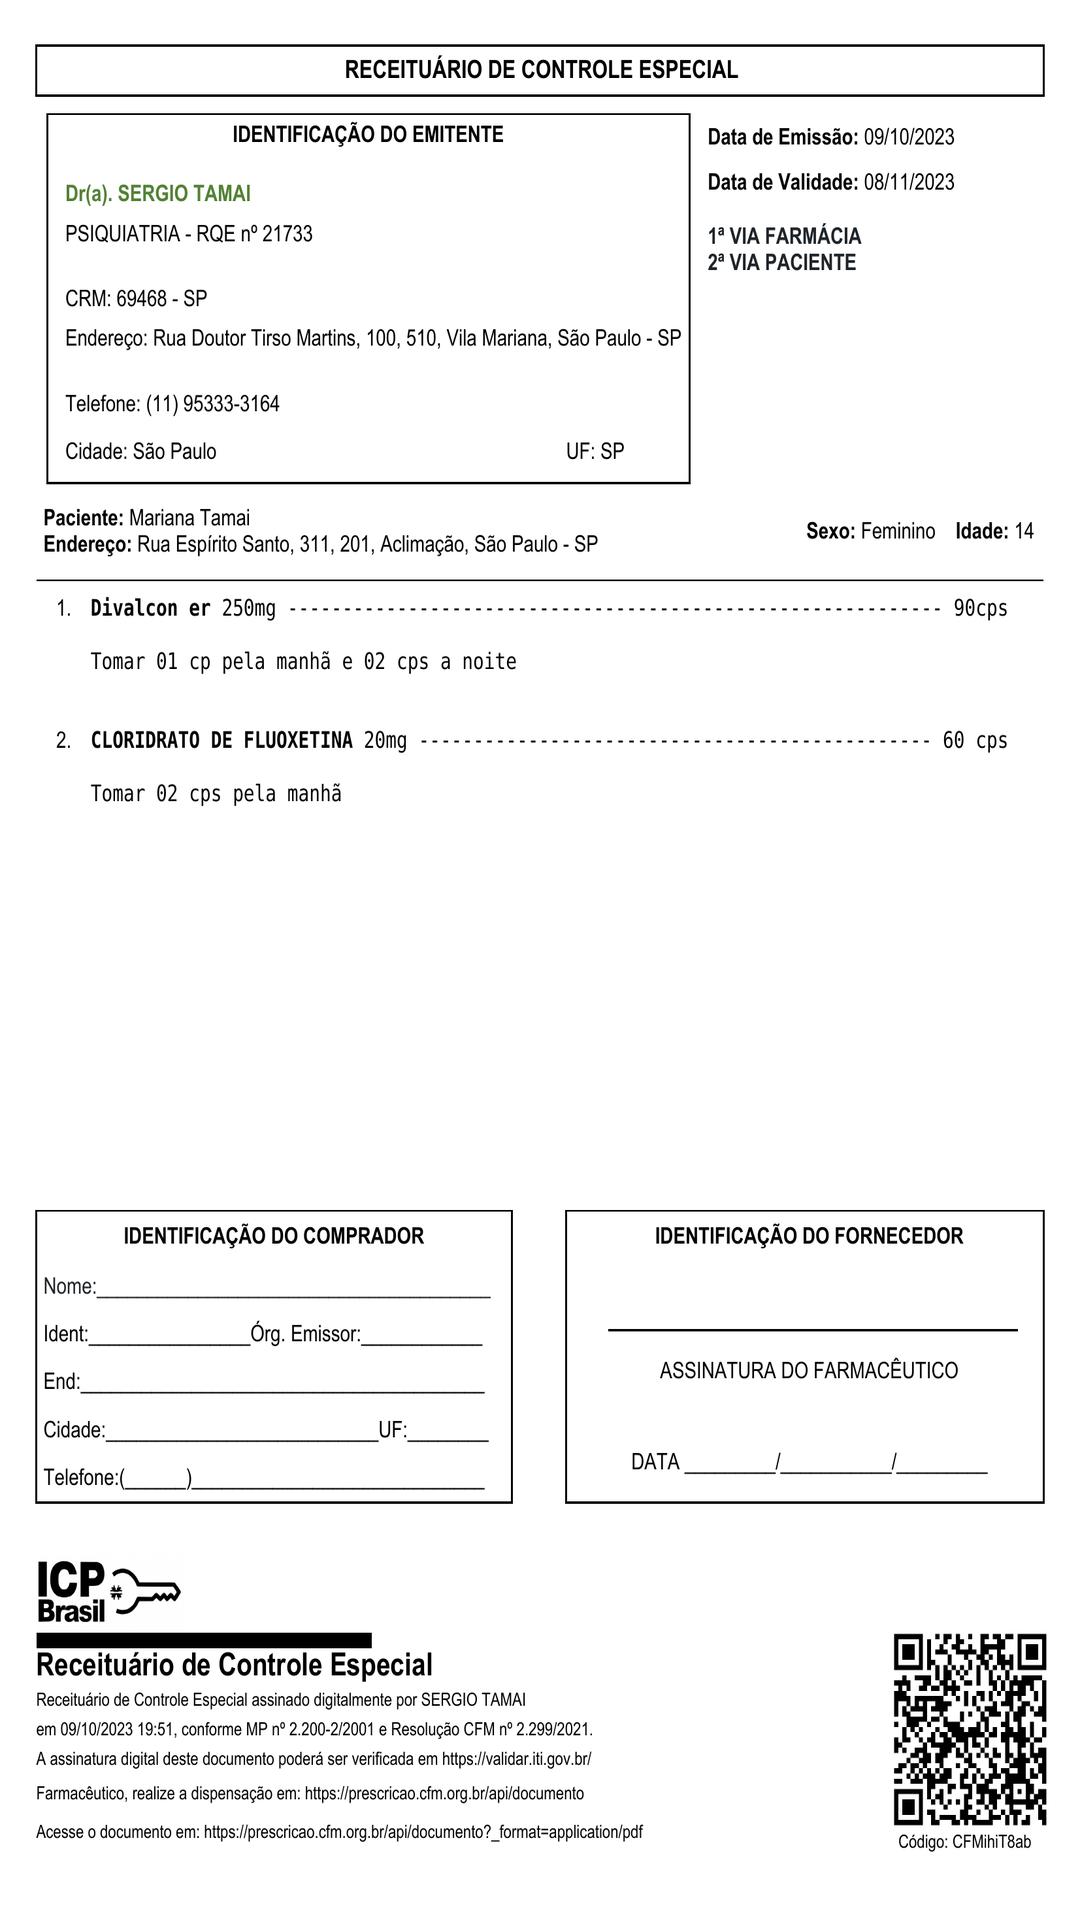 RECEITUÁRIO DE CONTROLE ESPECIAL
IDENTIFICAÇÃO DO EMITENTE
Dr(a). SERGIO TAMAI
PSIQUIATRIA - RQE nº 21733
CRM: 69468 - SP
Endereço: Rua Doutor Tirso Martins, 100, 510, Vila Mariana, São Paulo - SP
Telefone: (11) 95333-3164
Cidade: São Paulo UF: SP
Data de Emissão: 09/10/2023
Data de Validade: 08/11/2023
1ª VIA FARMÁCIA
2ª VIA PACIENTE
Paciente: Mariana Tamai
Endereço: Rua Espírito Santo, 311, 201, Aclimação, São Paulo - SP
Sexo: Feminino Idade: 14
1. Divalcon er 250mg ------------------------------------------------------------ 90cps
Tomar 01 cp pela manhã e 02 cps a noite
2. CLORIDRATO DE FLUOXETINA 20mg ----------------------------------------------- 60 cps
Tomar 02 cps pela manhã
IDENTIFICAÇÃO DO COMPRADOR
Nome:_______________________________________
Ident:________________Órg. Emissor:____________
End:________________________________________
Cidade:___________________________UF:________
Telefone:(______)_____________________________
IDENTIFICAÇÃO DO FORNECEDOR
ASSINATURA DO FARMACÊUTICO
DATA _________/___________/_________
ICP
Brasil
Receituário de Controle Especial
Receituário de Controle Especial assinado digitalmente por SERGIO TAMAI
em 09/10/2023 19:51, conforme MP nº 2.200-2/2001 e Resolução CFM nº 2.299/2021.
A assinatura digital deste documento poderá ser verificada em https://validar.iti.gov.br/
Farmacêutico, realize a dispensação em: https://prescricao.cfm.org.br/api/documento
Acesse o documento em: https://prescricao.cfm.org.br/api/documento?_format=application/pdf
Código: CFMihiT8ab